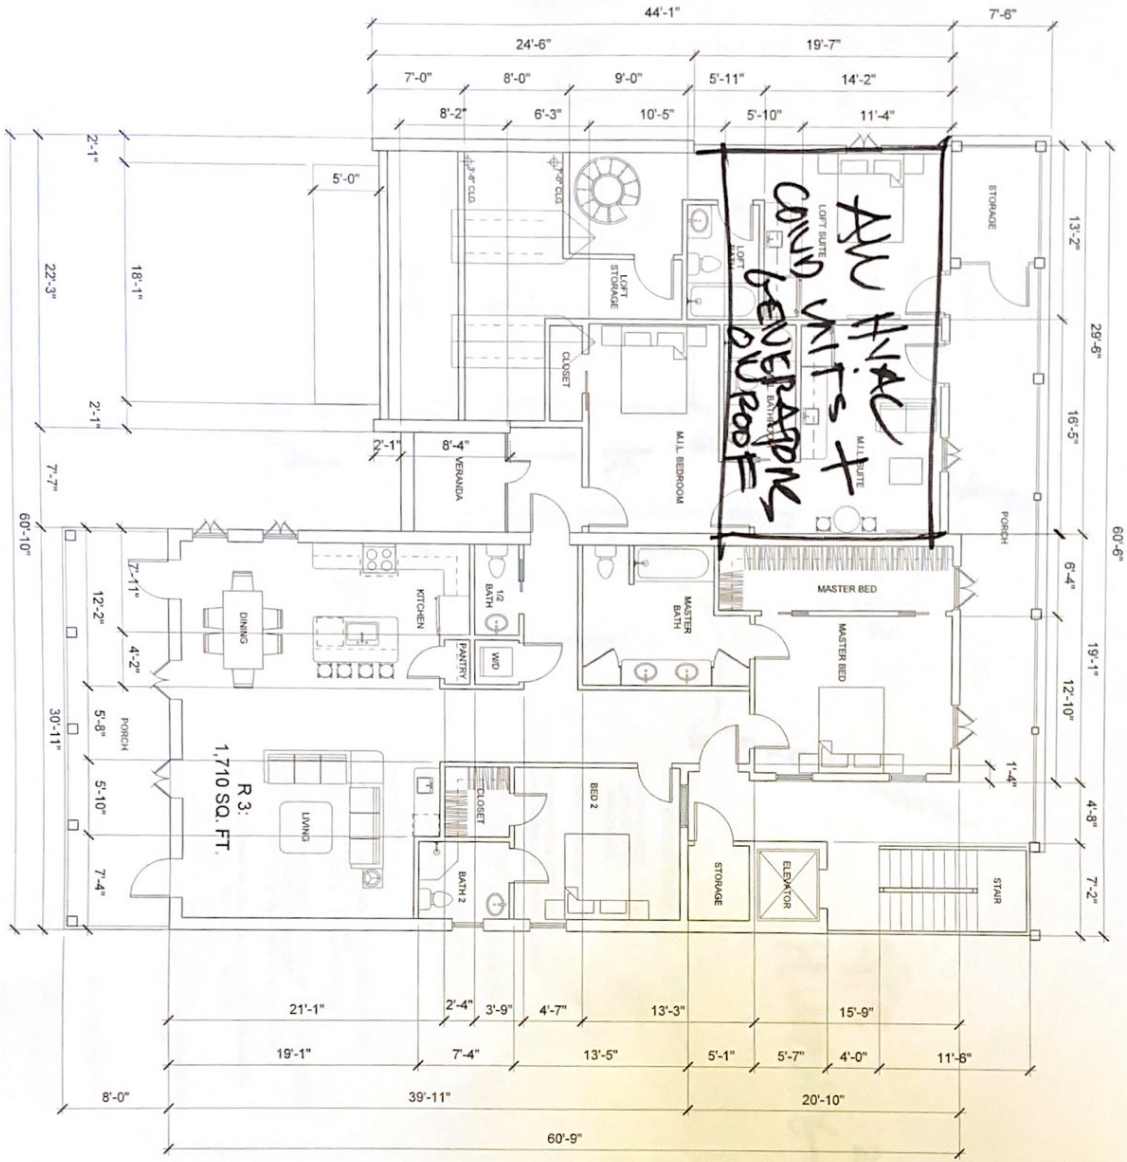 44'-1"
7'-6"
24'-6"
19'-7"
7'-0"
8'-0"
9'-0"
5'-11"
14'-2"
8'-2"
6'-3"
10'-5"
5'-10"
11'-4"
2'-1"
5'-0"
18'-1"
22'-3"
2'-1"
7'-7"
60'-10"
7'-0" CLG
LOFT
STORAGE
LOFT
LOFT SUITE
STORAGE
ALL HVAC
COND UNITS +
GENERATOR
ON ROOF
13'-2"
29'-6"
60'-6"
16'-5"
CLOSET
M.I.L. BEDROOM
2'-1"
8'-4"
VERANDA
PORCH
6'-4"
19'-1"
12'-10"
1'-4"
4'-8"
7'-2"
7'-11"
12'-2"
4'-2"
5'-8"
30'-11"
5'-10"
7'-4"
PORCH
DINING
KITCHEN
1/2
BATH
PANTRY
W/D
MASTER
BATH
MASTER BED
MASTER BED
R 3:
1,710 SQ. FT.
LIVING
CLOSET
BATH 2
BED 2
STORAGE
ELEVATOR
STAIR
21'-1"
2'-4"
3'-9"
4'-7"
13'-3"
15'-9"
19'-1"
7'-4"
13'-5"
5'-1"
5'-7"
4'-0"
11'-6"
8'-0"
39'-11"
20'-10"
60'-9"